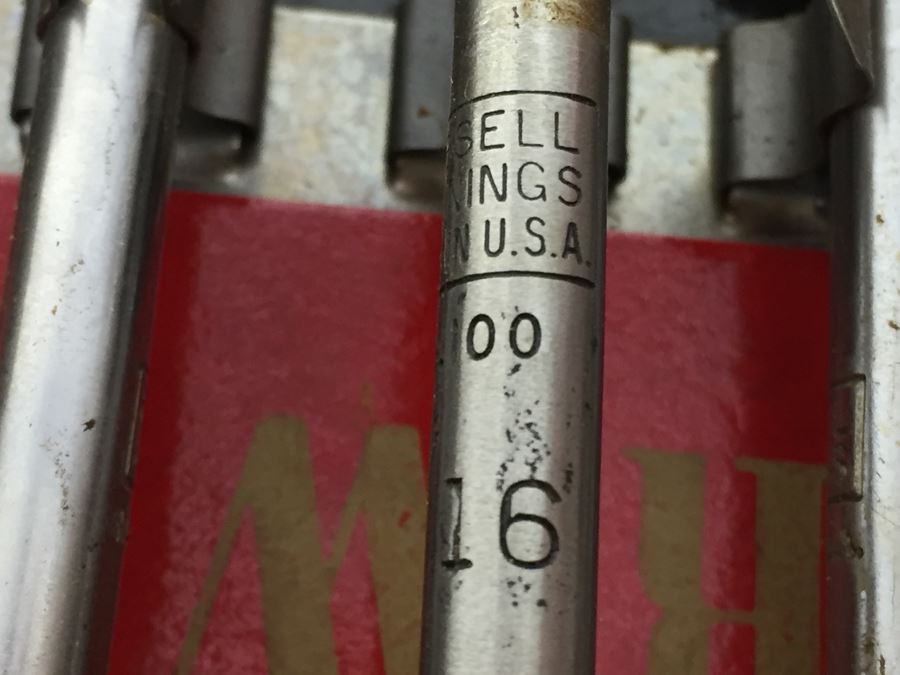 SELL
INGS
N U.S.A.
00
16
W R